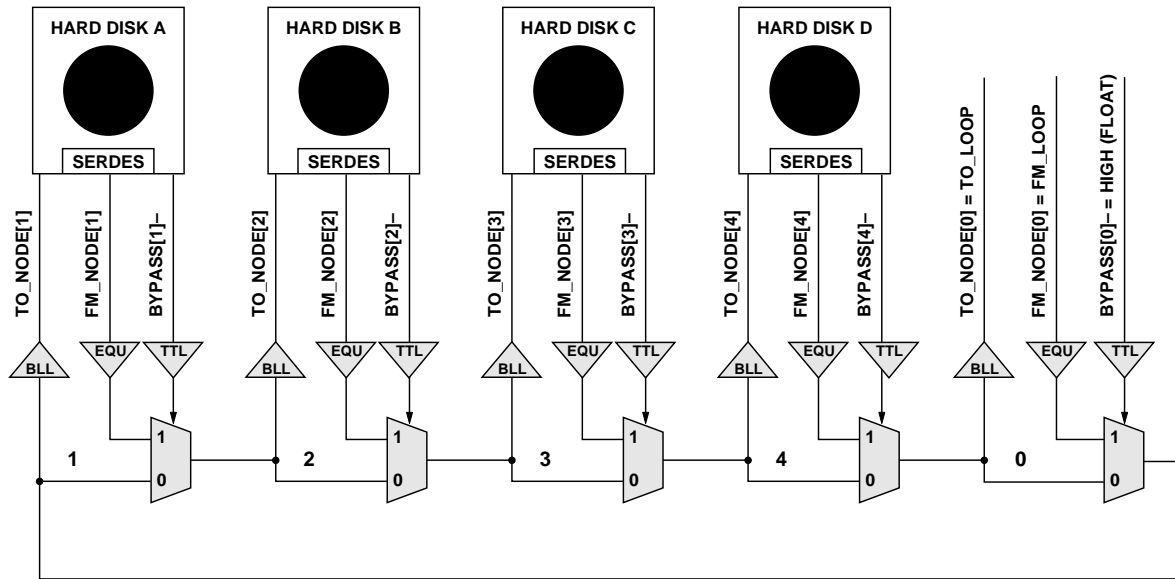 HARD DISK A
HARD DISK B
HARD DISK C
HARD DISK D
SERDES
SERDES
SERDES
SERDES
TO_NODE[1]
FM_NODE[1]
BYPASS[1]–
TO_NODE[2]
FM_NODE[2]
BYPASS[2]–
TO_NODE[3]
FM_NODE[3]
BYPASS[3]–
TO_NODE[4]
FM_NODE[4]
BYPASS[4]–
TO_NODE[0] = TO_LOOP
FM_NODE[0] = FM_LOOP
BYPASS[0]– = HIGH (FLOAT)
BLL
EQU
TTL
BLL
EQU
TTL
BLL
EQU
TTL
BLL
EQU
TTL
BLL
EQU
TTL
1
1
0
2
1
0
3
1
0
4
1
0
0
1
0